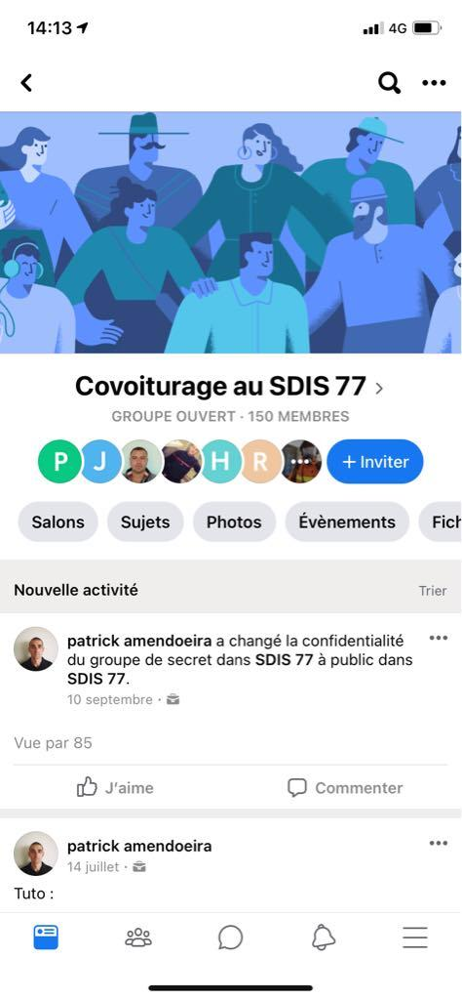 14:13
4G
Covoiturage au SDIS 77 >
GROUPE OUVERT · 150 MEMBRES
P J H R ••• + Inviter
Salons Sujets Photos Évènements Fich
Nouvelle activité Trier
patrick amendoeira a changé la confidentialité
du groupe de secret dans SDIS 77 à public dans
SDIS 77.
10 septembre ·
Vue par 85
J'aime Commenter
patrick amendoeira
14 juillet ·
Tuto :